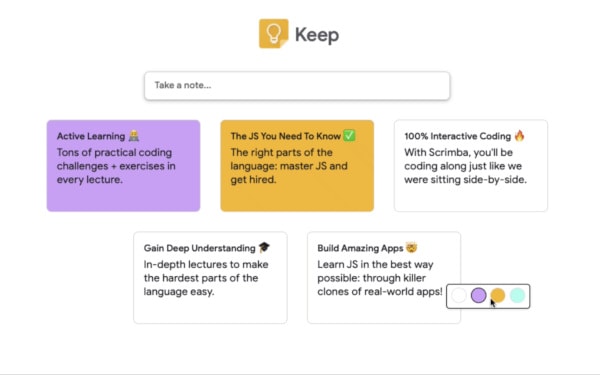 Keep
Take a note...
Active Learning 👩‍🔬
Tons of practical coding
challenges + exercises in
every lecture.
The JS You Need To Know ✅
The right parts of the
language: master JS and
get hired.
100% Interactive Coding 🔥
With Scrimba, you'll be
coding along just like we
were sitting side-by-side.
Gain Deep Understanding 🎓
In-depth lectures to make
the hardest parts of the
language easy.
Build Amazing Apps 🤯
Learn JS in the best way
possible: through killer
clones of real-world apps!